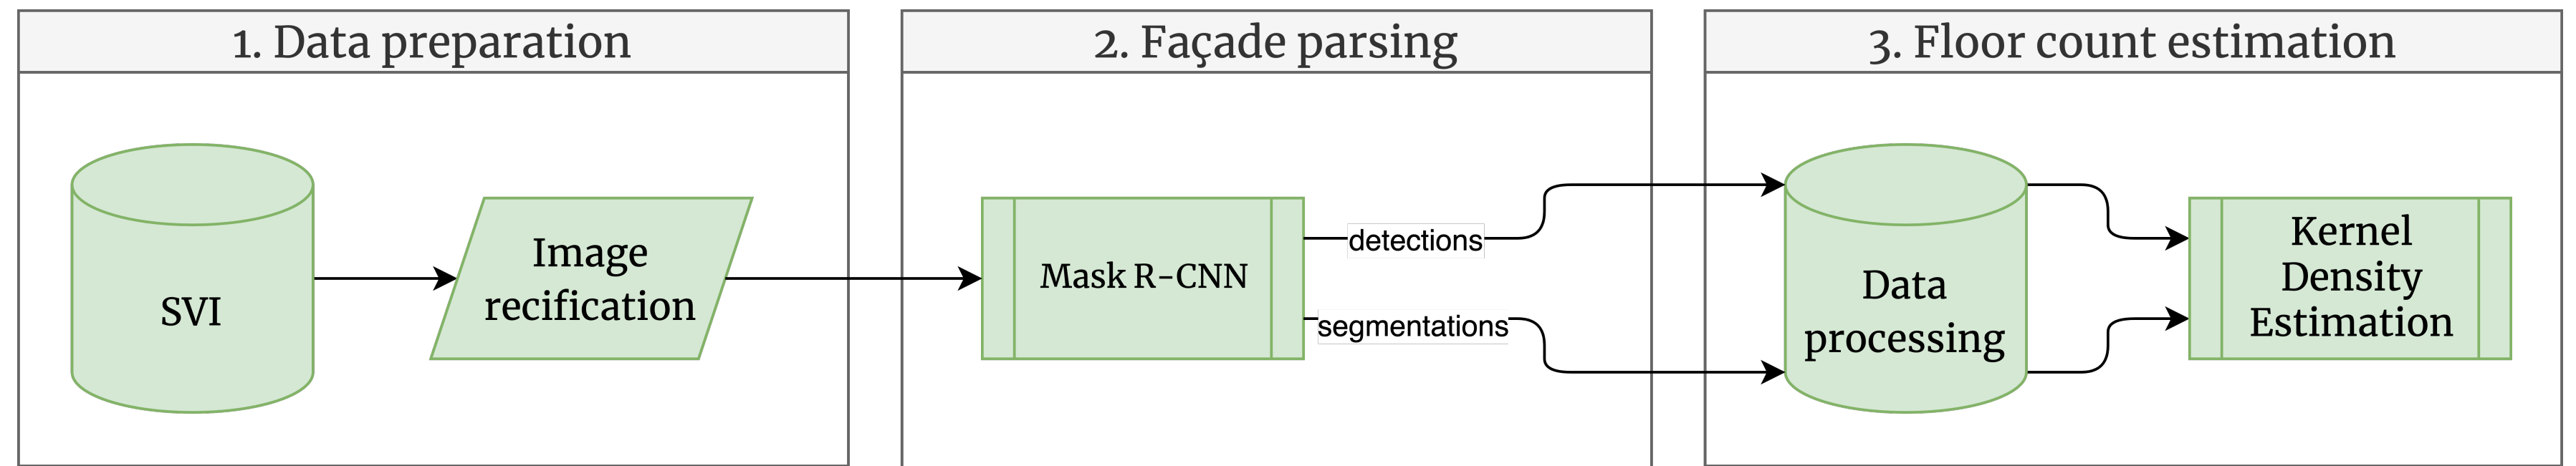 1. Data preparation
SVI
Image
recification
2. Façade parsing
Mask R-CNN
detections
segmentations
3. Floor count estimation
Data
processing
Kernel
Density
Estimation